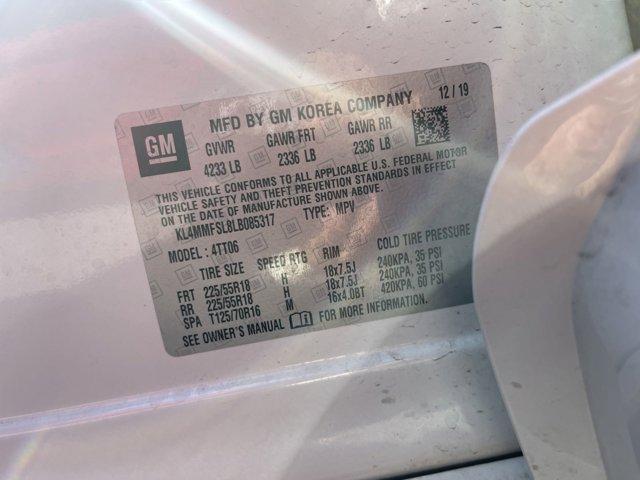 GM
MFD BY GM KOREA COMPANY 12/19
GVWR GAWR FRT GAWR RR
4233 LB 2336 LB 2336 LB
THIS VEHICLE CONFORMS TO ALL APPLICABLE U.S. FEDERAL MOTOR
VEHICLE SAFETY AND THEFT PREVENTION STANDARDS IN EFFECT
ON THE DATE OF MANUFACTURE SHOWN ABOVE.
KL4MMFSL8LB085317 TYPE: MPV
4TT06
TIRE SIZE SPEED RTG RIM COLD TIRE PRESSURE
FRT 225/55R18 H 18x7.5J 240KPA, 35 PSI
RR 225/55R18 H 18x7.5J 240KPA, 35 PSI
SPA T125/70R16 M 16x4.0BT 420KPA, 60 PSI
SEE OWNER'S MANUAL FOR MORE INFORMATION.